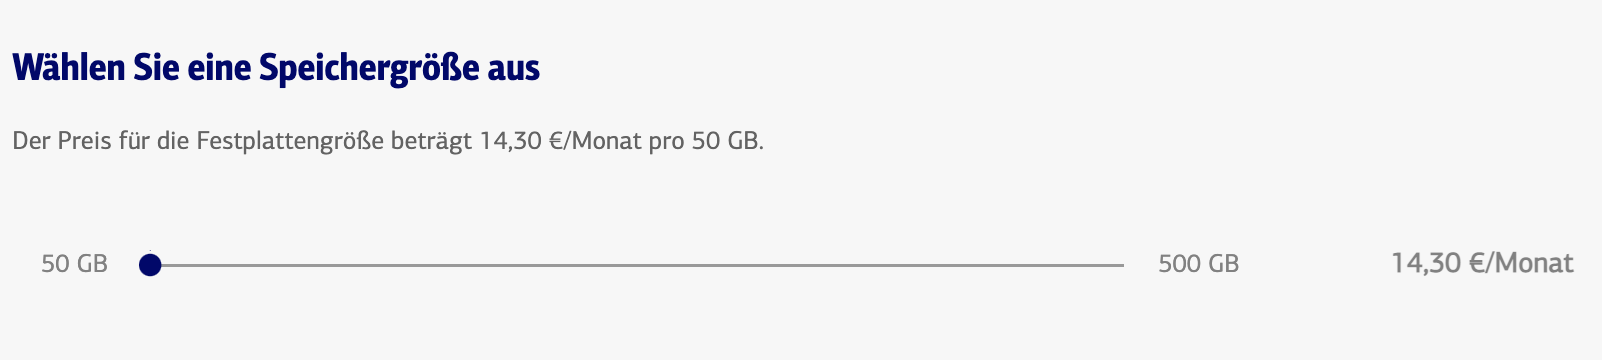 Wählen Sie eine Speichergröße aus
Der Preis für die Festplattengröße beträgt 14,30 €/Monat pro 50 GB.
50 GB 500 GB 14,30 €/Monat